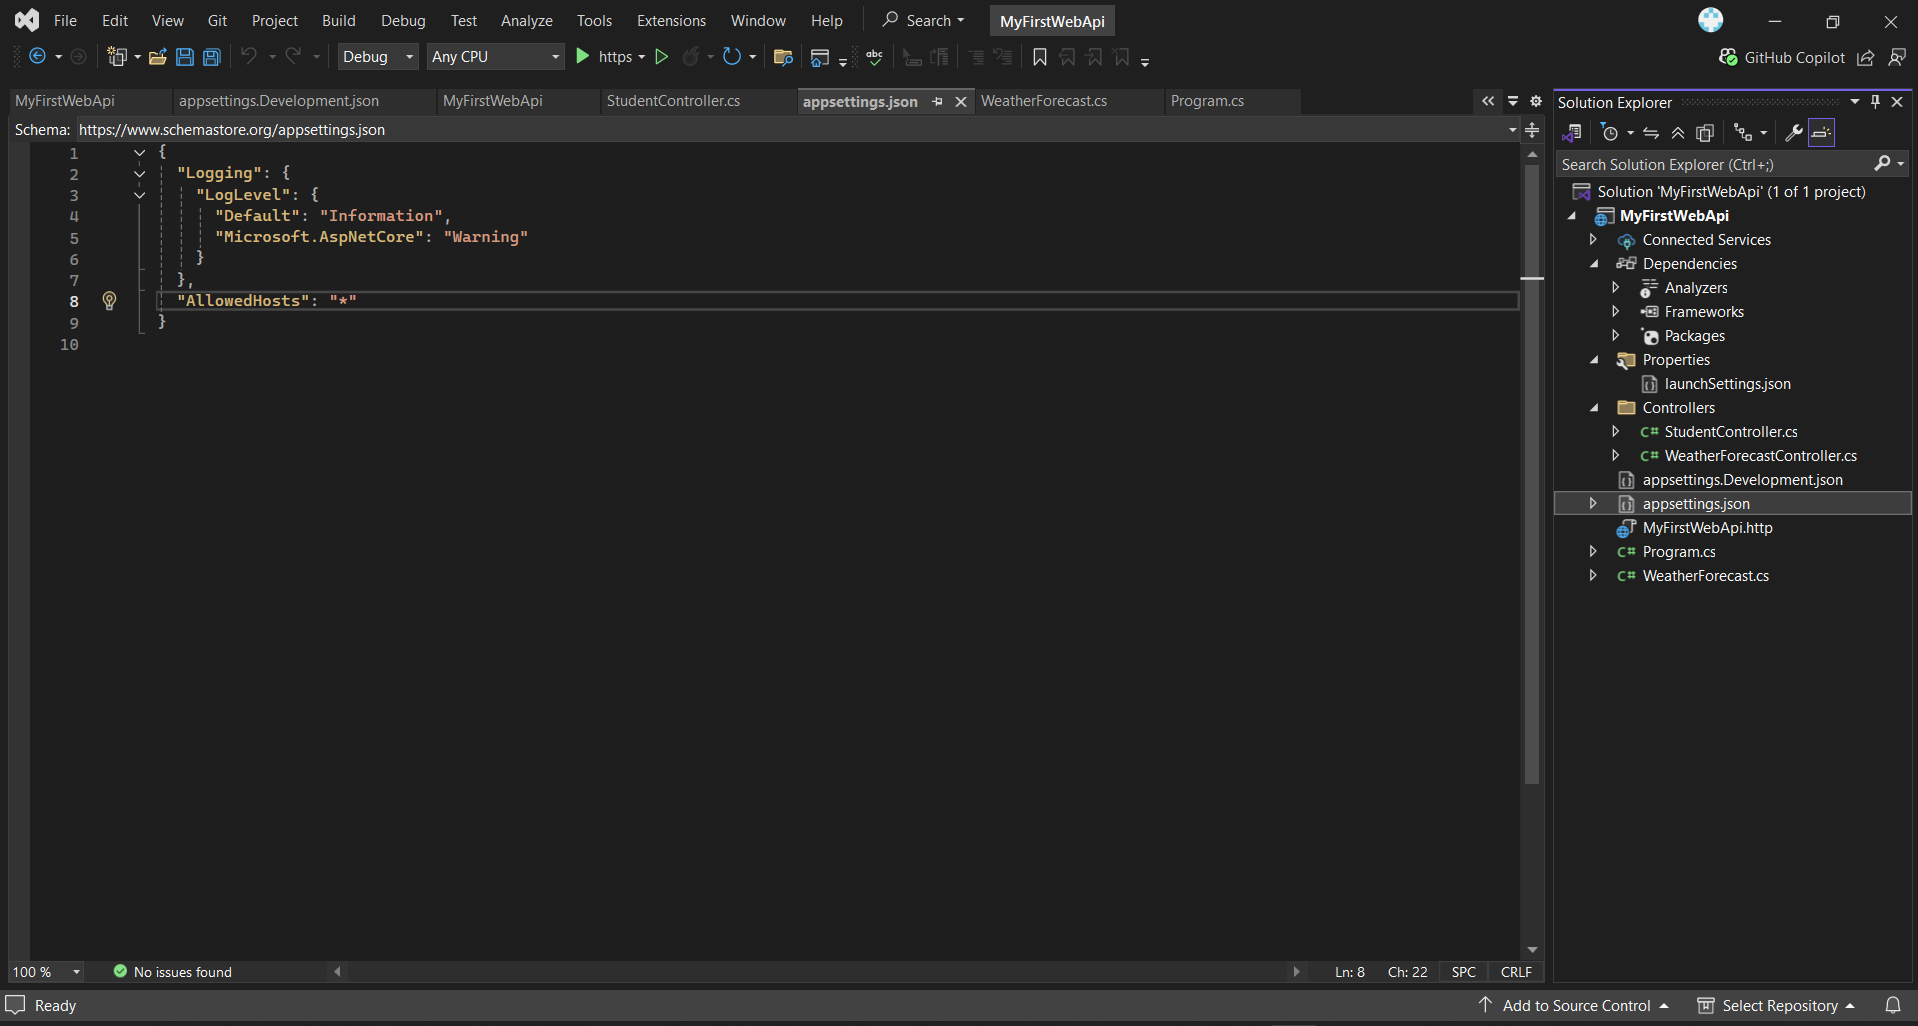 File Edit View Git Project Build Debug Test Analyze Tools Extensions Window Help Search MyFirstWebApi
Debug Any CPU https abc GitHub Copilot
MyFirstWebApi appsettings.Development.json MyFirstWebApi StudentController.cs appsettings.json WeatherForecast.cs Program.cs
Schema: https://www.schemastore.org/appsettings.json
1 {
2 "Logging": {
3 "LogLevel": {
4 "Default": "Information",
5 "Microsoft.AspNetCore": "Warning"
6 }
7 },
8 "AllowedHosts": "*"
9 }
10
Solution Explorer
Search Solution Explorer (Ctrl+;)
Solution 'MyFirstWebApi' (1 of 1 project)
MyFirstWebApi
Connected Services
Dependencies
Analyzers
Frameworks
Packages
Properties
launchSettings.json
Controllers
C# StudentController.cs
C# WeatherForecastController.cs
appsettings.Development.json
appsettings.json
MyFirstWebApi.http
C# Program.cs
C# WeatherForecast.cs
100 % No issues found Ln: 8 Ch: 22 SPC CRLF
Ready Add to Source Control Select Repository